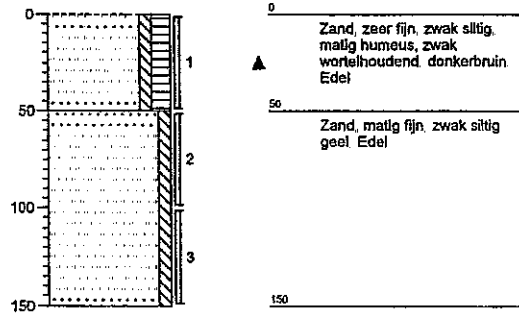 0
50
100
150
1
2
3
0
Zand, zeer fijn, zwak siltig,
matig humeus, zwak
wortelhoudend, donkerbruin,
Edel
50
Zand, matig fijn, zwak siltig
geel, Edel
150